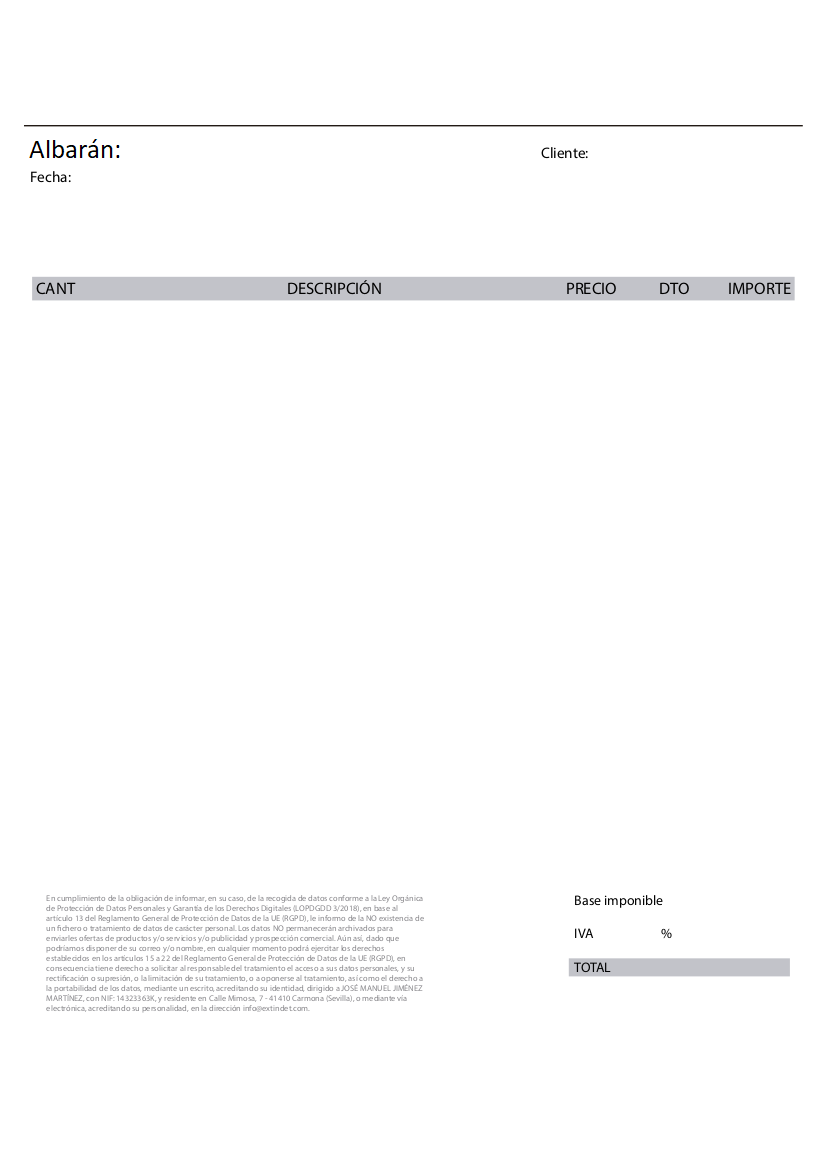 Albarán:
Cliente:
Fecha:
CANT DESCRIPCIÓN PRECIO DTO IMPORTE
En cumplimiento de la obligación de informar, en su caso, de la recogida de datos conforme a la Ley Orgánica
de Protección de Datos Personales y Garantía de los Derechos Digitales (LOPDGDD 3/2018), en base al
artículo 13 del Reglamento General de Protección de Datos de la UE (RGPD), le informo de la NO existencia de
un fichero o tratamiento de datos de carácter personal. Los datos NO permanecerán archivados para
enviarles ofertas de productos y/o servicios y/o publicidad y prospección comercial. Aún así, dado que
podríamos disponer de su correo y/o nombre, en cualquier momento podrá ejercitar los derechos
establecidos en los artículos 15 a 22 del Reglamento General de Protección de Datos de la UE (RGPD), en
consecuencia tiene derecho a solicitar al responsable del tratamiento el acceso a sus datos personales, y su
rectificación o supresión, o la limitación de su tratamiento, o a oponerse al tratamiento, así como el derecho a
la portabilidad de los datos, mediante un escrito, acreditando su identidad, dirigido a JOSÉ MANUEL JIMÉNEZ
MARTÍNEZ, con NIF: 14323363K, y residente en Calle Mimosa, 7 - 41410 Carmona (Sevilla), o mediante vía
electrónica, acreditando su personalidad, en la dirección info@extindet.com.
Base imponible
IVA %
TOTAL